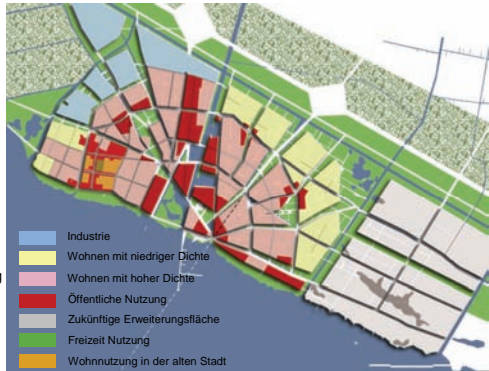 Industrie
Wohnen mit niedriger Dichte
Wohnen mit hoher Dichte
Öffentliche Nutzung
Zukünftige Erweiterungsfläche
Freizeit Nutzung
Wohnnutzung in der alten Stadt